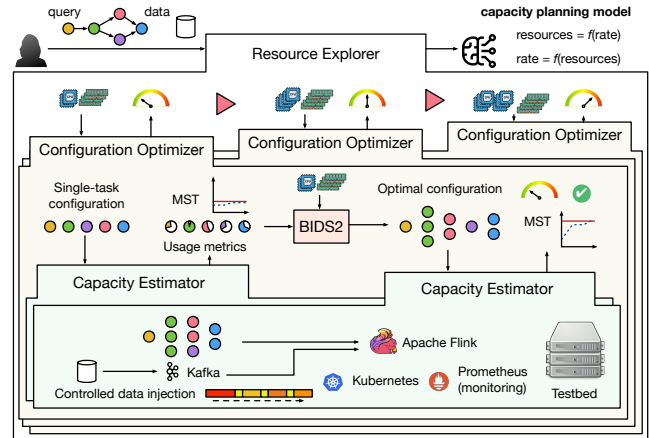 query data
capacity planning model
resources = f(rate)
rate = f(resources)
Resource Explorer
Configuration Optimizer
Configuration Optimizer
Configuration Optimizer
Single-task
configuration
MST
Usage metrics
BIDS2
Optimal configuration
MST
Capacity Estimator
Capacity Estimator
Apache Flink
Kafka
Controlled data injection
Kubernetes
Prometheus
(monitoring)
Testbed